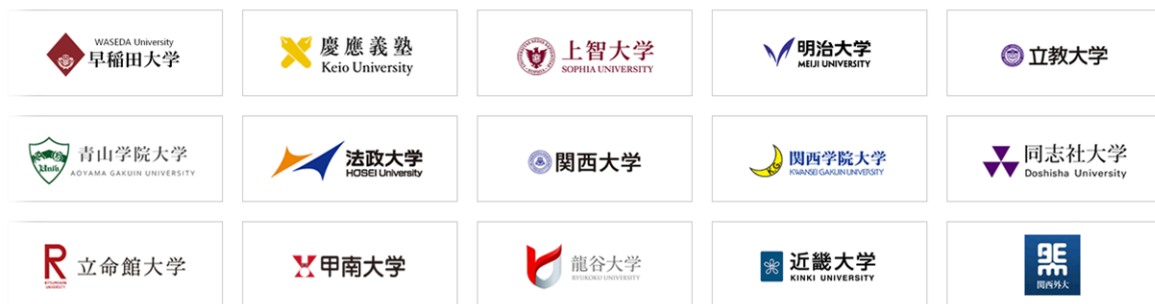 WASEDA University
早稲田大学
慶應義塾
Keio University
上智大学
SOPHIA UNIVERSITY
明治大学
MEIJI UNIVERSITY
立教大学
青山学院大学
AOYAMA GAKUIN UNIVERSITY
法政大学
HOSEI University
関西大学
関西学院大学
KWANSEI GAKUIN UNIVERSITY
同志社大学
Doshisha University
R
立命館大学
RITSUMEIKAN
UNIVERSITY
甲南大学
龍谷大学
RYUKOKU UNIVERSITY
近畿大学
KINKI UNIVERSITY
関西外大